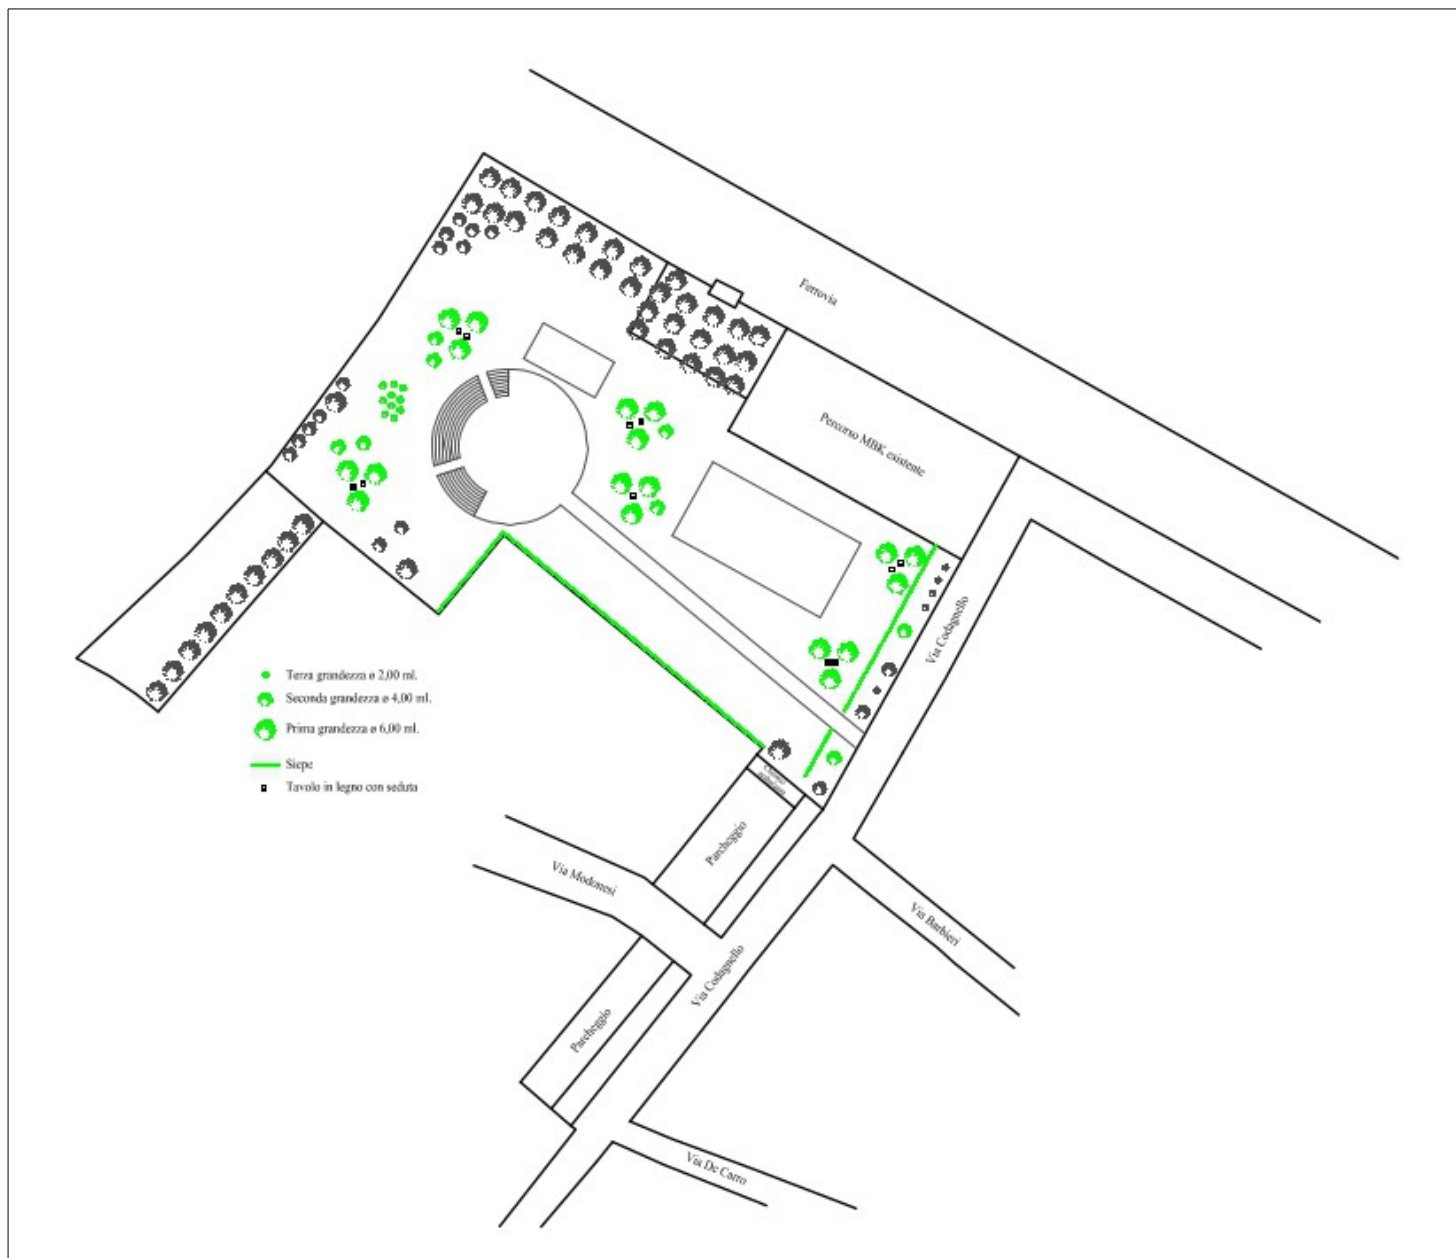 Ferrovia
Percorso MBK esistente
Via Codagnello
Terza grandezza ø 2,00 ml.
Seconda grandezza ø 4,00 ml.
Prima grandezza ø 6,00 ml.
Siepe
Tavolo in legno con seduta
Parcheggio
Via Modonesi
Via Barbieri
Via Codagnello
Parcheggio
Via De Carro